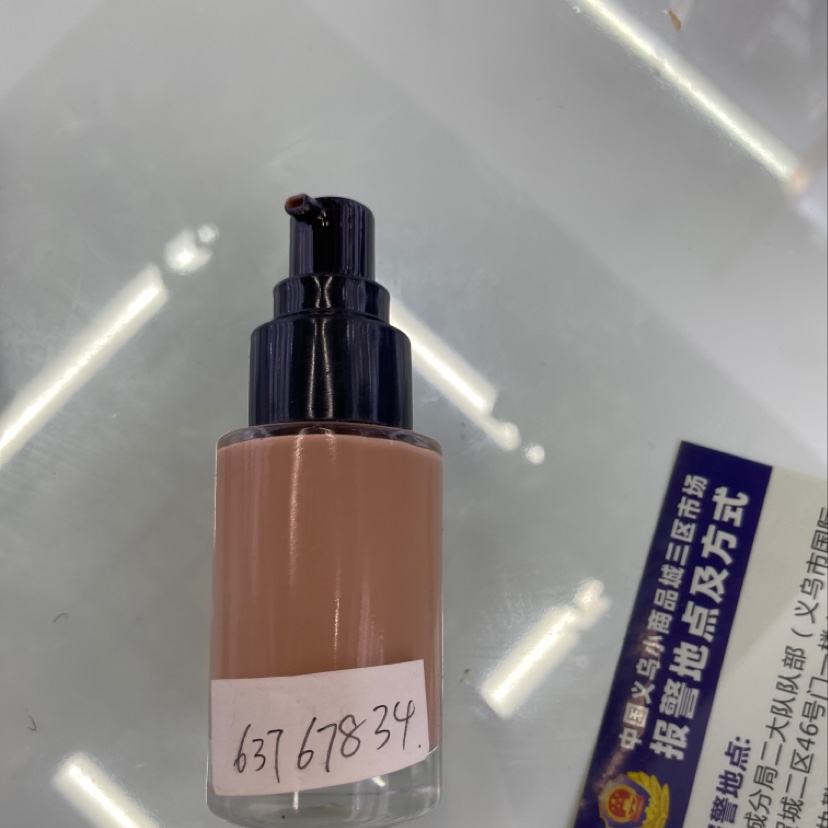 63767834.
中国义乌小商品城三区市场
报警地点及方式
警地点:
成分局二大队队部(义乌市国际
城二区46号门一楼